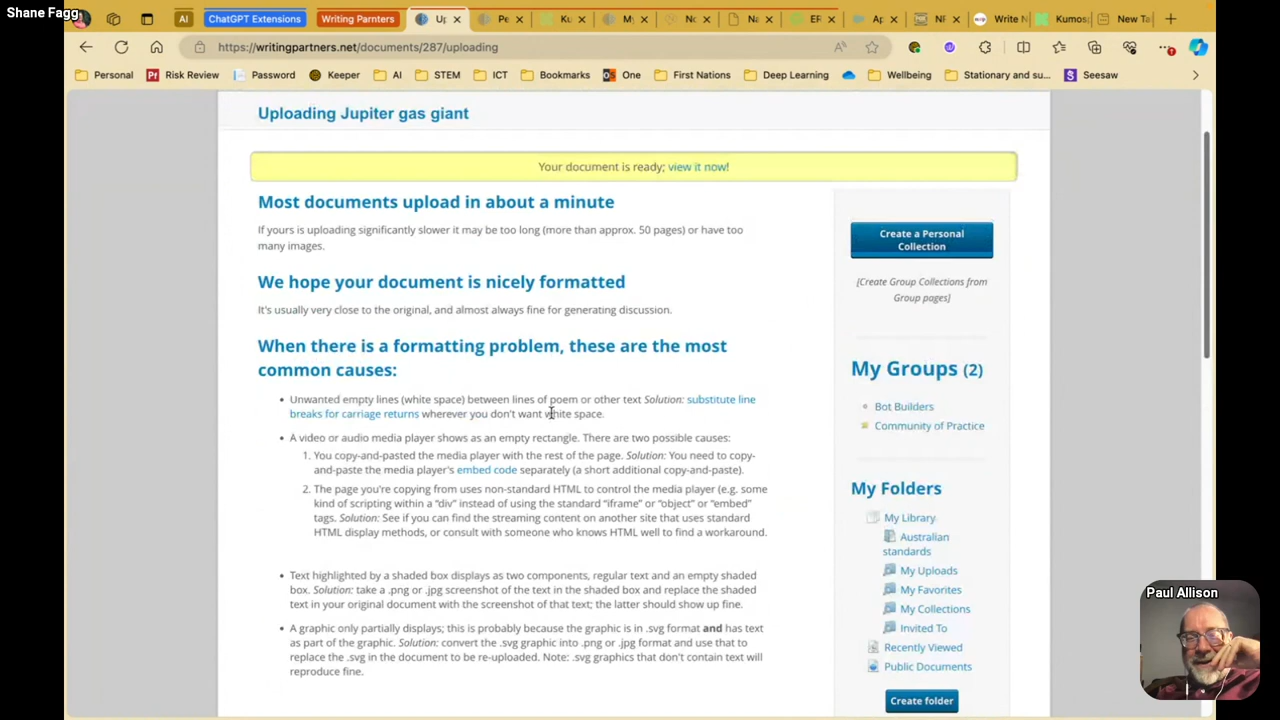 Shane Fagg
AI
ChatGPT Extensions
Writing Parnters
Up
Pe
Ku
My
No
Na
ER
Ap
NF
Write N
Kumos
New Ta
https://writingpartners.net/documents/287/uploading
Personal
Risk Review
Password
Keeper
AI
STEM
ICT
Bookmarks
One
First Nations
Deep Learning
Wellbeing
Stationary and su...
Seesaw
Uploading Jupiter gas giant
Your document is ready; view it now!
Most documents upload in about a minute
If yours is uploading significantly slower it may be too long (more than approx. 50 pages) or have too
many images.
We hope your document is nicely formatted
It's usually very close to the original, and almost always fine for generating discussion.
When there is a formatting problem, these are the most
common causes:
• Unwanted empty lines (white space) between lines of poem or other text Solution: substitute line
breaks for carriage returns wherever you don't want white space.
• A video or audio media player shows as an empty rectangle. There are two possible causes:
1. You copy-and-pasted the media player with the rest of the page. Solution: You need to copy-
and-paste the media player's embed code separately (a short additional copy-and-paste).
2. The page you're copying from uses non-standard HTML to control the media player (e.g. some
kind of scripting within a "div" instead of using the standard "iframe" or "object" or "embed"
tags. Solution: See if you can find the streaming content on another site that uses standard
HTML display methods, or consult with someone who knows HTML well to find a workaround.
• Text highlighted by a shaded box displays as two components, regular text and an empty shaded
box. Solution: take a .png or .jpg screenshot of the text in the shaded box and replace the shaded
text in your original document with the screenshot of that text; the latter should show up fine.
• A graphic only partially displays; this is probably because the graphic is in .svg format and has text
as part of the graphic. Solution: convert the .svg graphic into .png or .jpg format and use that to
replace the .svg in the document to be re-uploaded. Note: .svg graphics that don't contain text will
reproduce fine.
Create a Personal
Collection
[Create Group Collections from
Group pages]
My Groups (2)
Bot Builders
Community of Practice
My Folders
My Library
Australian
standards
My Uploads
My Favorites
My Collections
Invited To
Recently Viewed
Public Documents
Create folder
Paul Allison